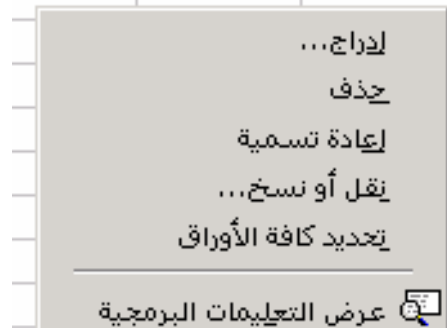 إدراج...
حذف
إعادة تسمية
نقل أو نسخ...
تحديد كافة الأوراق
عرض التعليمات البرمجية